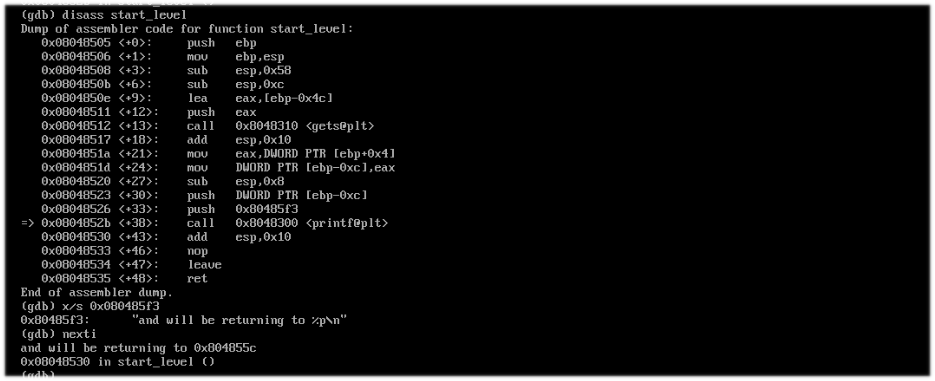 (gdb) disass start_level
Dump of assembler code for function start_level:
   0x08048505 <+0>:     push   ebp
   0x08048506 <+1>:     mov    ebp,esp
   0x08048508 <+3>:     sub    esp,0x58
   0x0804850b <+6>:     sub    esp,0xc
   0x0804850e <+9>:     lea    eax,[ebp-0x4c]
   0x08048511 <+12>:    push   eax
   0x08048512 <+13>:    call   0x8048310 <gets@plt>
   0x08048517 <+18>:    add    esp,0x10
   0x0804851a <+21>:    mov    eax,DWORD PTR [ebp+0x4]
   0x0804851d <+24>:    mov    DWORD PTR [ebp-0xc],eax
   0x08048520 <+27>:    sub    esp,0x8
   0x08048523 <+30>:    push   DWORD PTR [ebp-0xc]
   0x08048526 <+33>:    push   0x80485f3
=> 0x0804852b <+38>:    call   0x8048300 <printf@plt>
   0x08048530 <+43>:    add    esp,0x10
   0x08048533 <+46>:    nop
   0x08048534 <+47>:    leave
   0x08048535 <+48>:    ret
End of assembler dump.
(gdb) x/s 0x080485f3
0x80485f3:      "and will be returning to %p\n"
(gdb) nexti
and will be returning to 0x804855c
0x08048530 in start_level ()
(gdb)